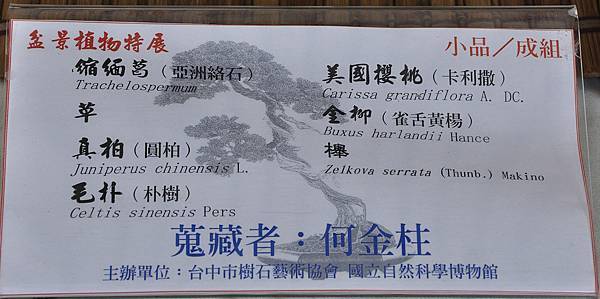 盆景植物特展
小品／成組
縮緬葛（亞洲絡石）
Trachelospermum
草
真柏（圓柏）
Juniperus chinensis L.
毛朴（朴樹）
Celtis sinensis Pers
美國櫻桃（卡利撒）
Carissa grandiflora A. DC.
金柳（雀舌黃楊）
Buxus harlandii Hance
櫸
Zelkova serrata (Thunb.) Makino
蒐藏者：何金柱
主辦單位：台中市樹石藝術協會 國立自然科學博物館